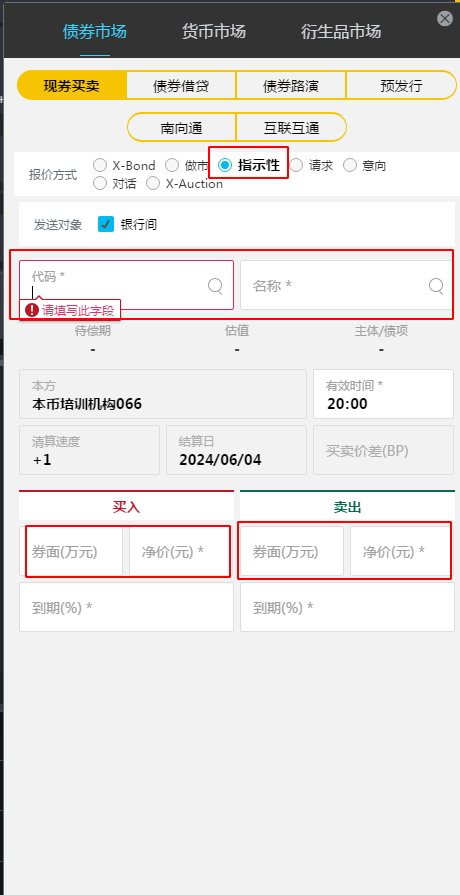 债券市场 货币市场 衍生品市场
现券买卖 债券借贷 债券路演 预发行
南向通 互联互通
报价方式 X-Bond 做市 指示性 请求 意向
对话 X-Auction
发送对象 银行间
代码 * 名称 *
请填写此字段
待偿期 估值 主体/债项
- - -
本方 有效时间 *
本币培训机构066 20:00
清算速度 结算日 买卖价差(BP)
+1 2024/06/04
买入 卖出
券面(万元) 净价(元) * 券面(万元) 净价(元) *
到期(%) * 到期(%) *